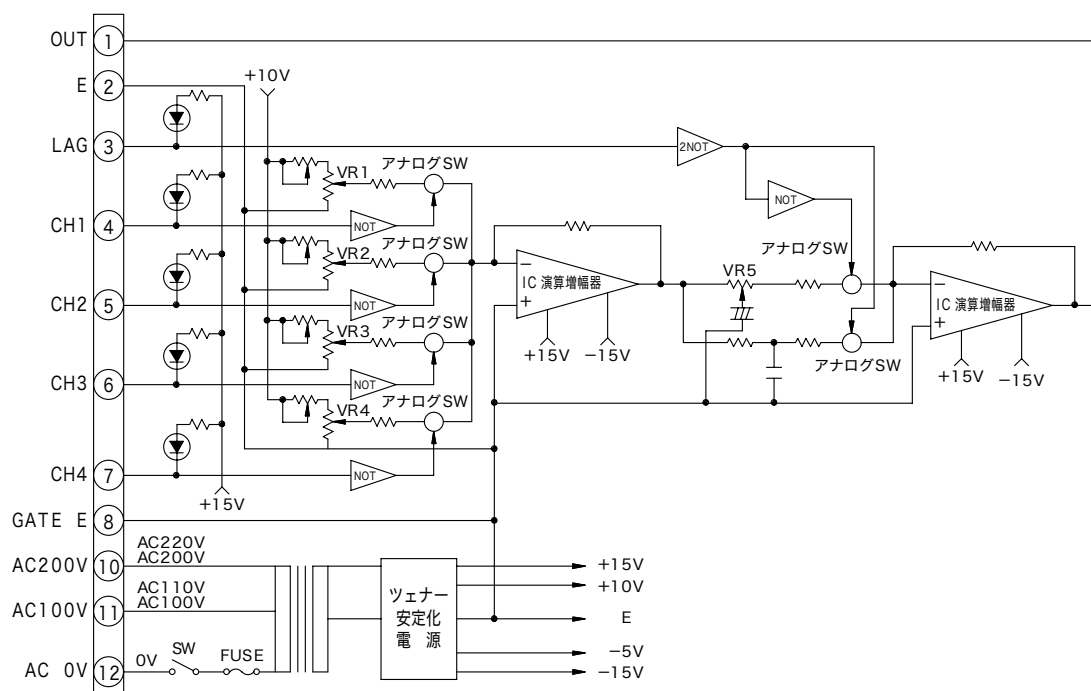 OUT 1
E 2
+10V
LAG 3
2NOT
VR1
アナログSW
NOT
CH1 4
NOT
アナログSW
VR2
アナログSW
VR5
IC 演算増幅器
−
+
IC 演算増幅器
−
+
CH2 5
NOT
VR3
アナログSW
+15V
−15V
アナログSW
+15V
−15V
CH3 6
NOT
VR4
アナログSW
CH4 7
NOT
+15V
GATE E 8
AC220V
AC200V 10
AC200V
+15V
+10V
AC110V
AC100V 11
AC100V
ツェナー
安定化
電 源
E
−5V
AC 0V 12
0V
SW
FUSE
−15V